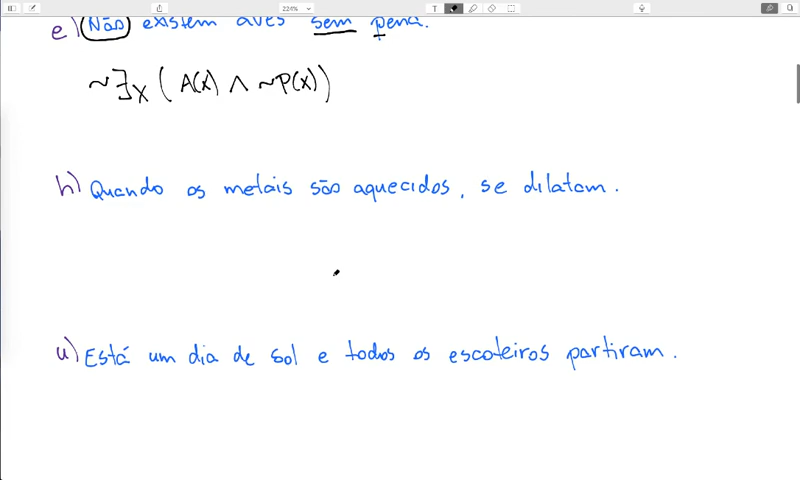 224%
T
e) Não existem aves sem pena.
~∃x (A(x) ∧ ~P(x))
h) Quando os metais são aquecidos, se dilatam.
u) Está um dia de sol e todos os escoteiros partiram.